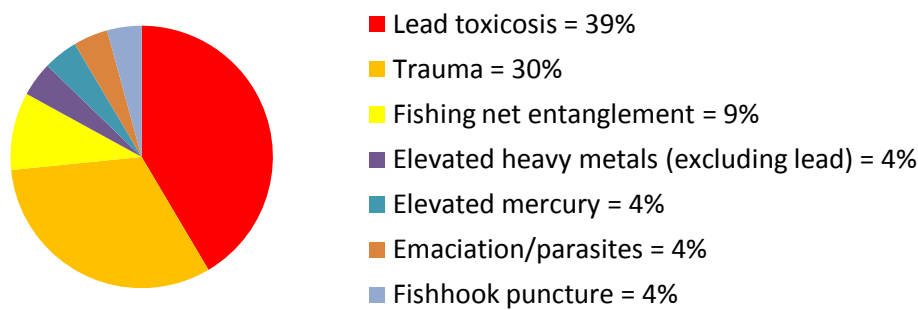 Lead toxicosis = 39%
Trauma = 30%
Fishing net entanglement = 9%
Elevated heavy metals (excluding lead) = 4%
Elevated mercury = 4%
Emaciation/parasites = 4%
Fishhook puncture = 4%